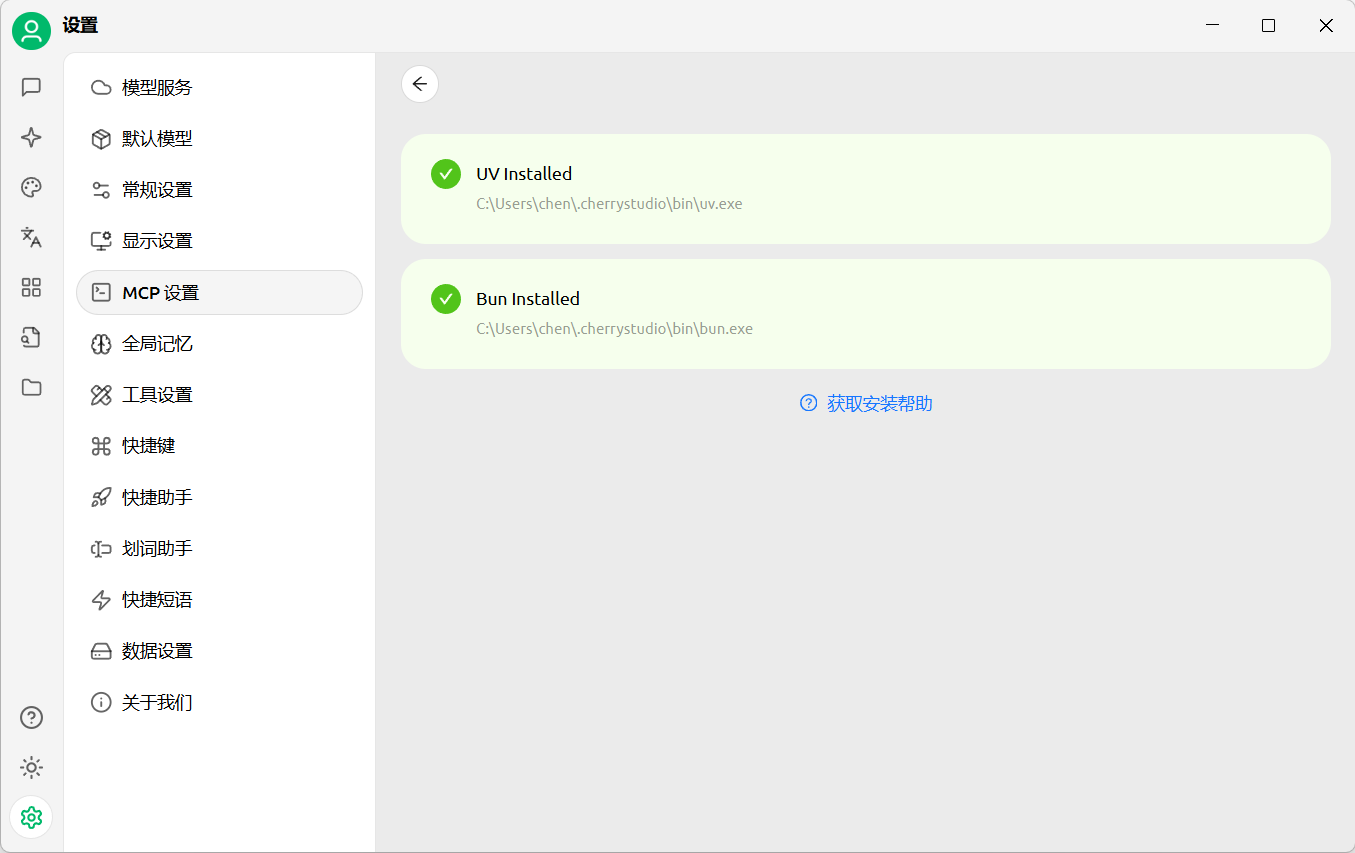 设置
模型服务
默认模型
常规设置
显示设置
MCP 设置
全局记忆
工具设置
快捷键
快捷助手
划词助手
快捷短语
数据设置
关于我们
UV Installed
C:\Users\chen\.cherrystudio\bin\uv.exe
Bun Installed
C:\Users\chen\.cherrystudio\bin\bun.exe
获取安装帮助